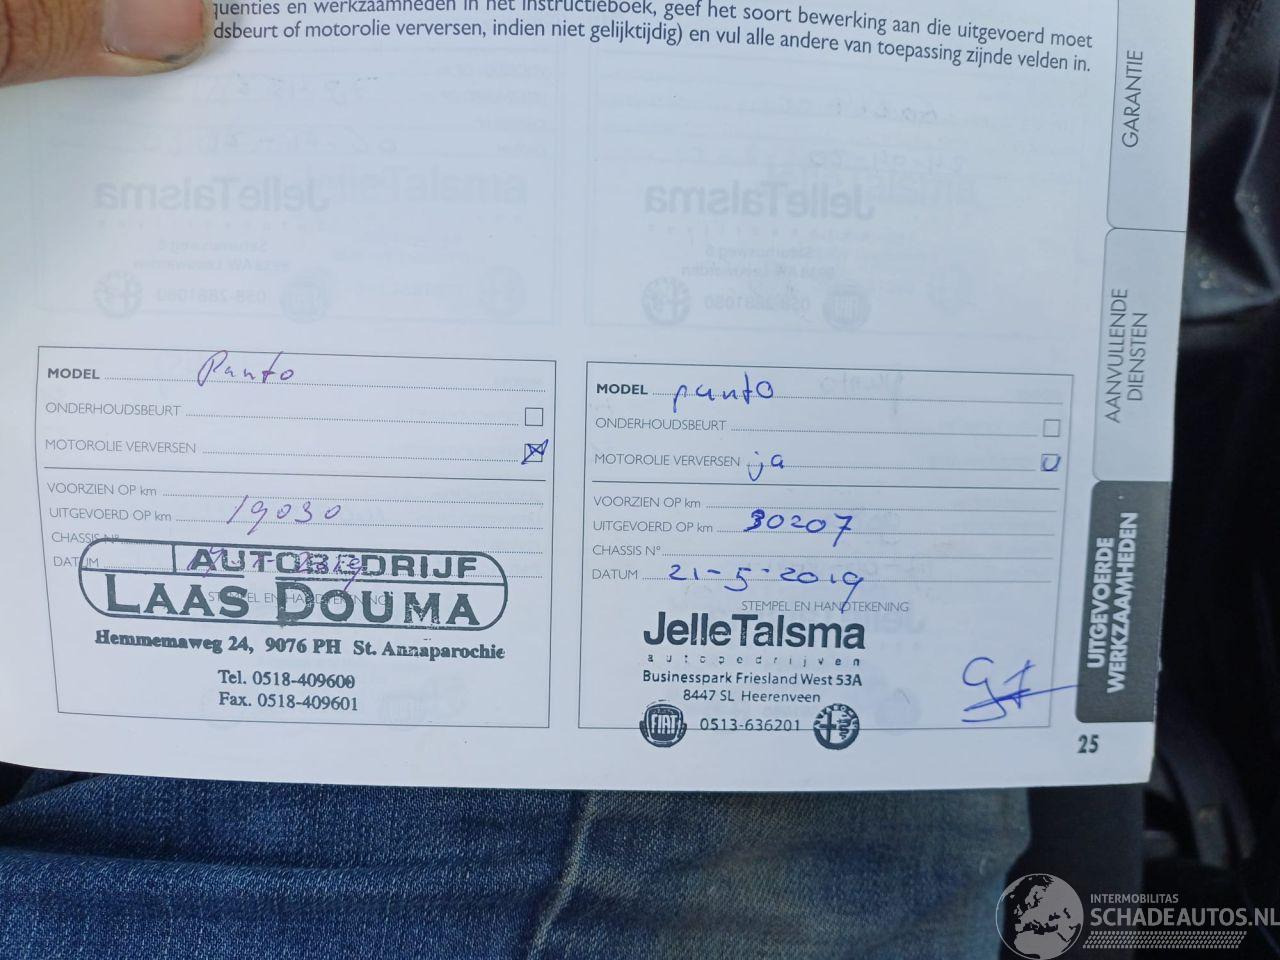 quenties en werkzaamheden in het instructieboek, geef het soort bewerking aan die uitgevoerd moet
dsbeurt of motorolie verversen, indien niet gelijktijdig) en vul alle andere van toepassing zijnde velden in.
GARANTIE
AANVULLENDE
DIENSTEN
UITGEVOERDE
WERKZAAMHEDEN
MODEL Punto
ONDERHOUDSBEURT
MOTOROLIE VERVERSEN
VOORZIEN OP km
UITGEVOERD OP km 19030
CHASSIS N°
DATUM
STEMPEL EN HANDTEKENING
AUTOBEDRIJF
LAAS DOUMA
Hemmemaweg 24, 9076 PH St. Annaparochie
Tel. 0518-409600
Fax. 0518-409601
MODEL punto
ONDERHOUDSBEURT
MOTOROLIE VERVERSEN ja
VOORZIEN OP km
UITGEVOERD OP km 30207
CHASSIS N°
DATUM 21-5-2019
STEMPEL EN HANDTEKENING
JelleTalsma
autobedrijven
Businesspark Friesland West 53A
8447 SL Heerenveen
FIAT 0513-636201
25
INTERMOBILITAS
SCHADEAUTOS.NL